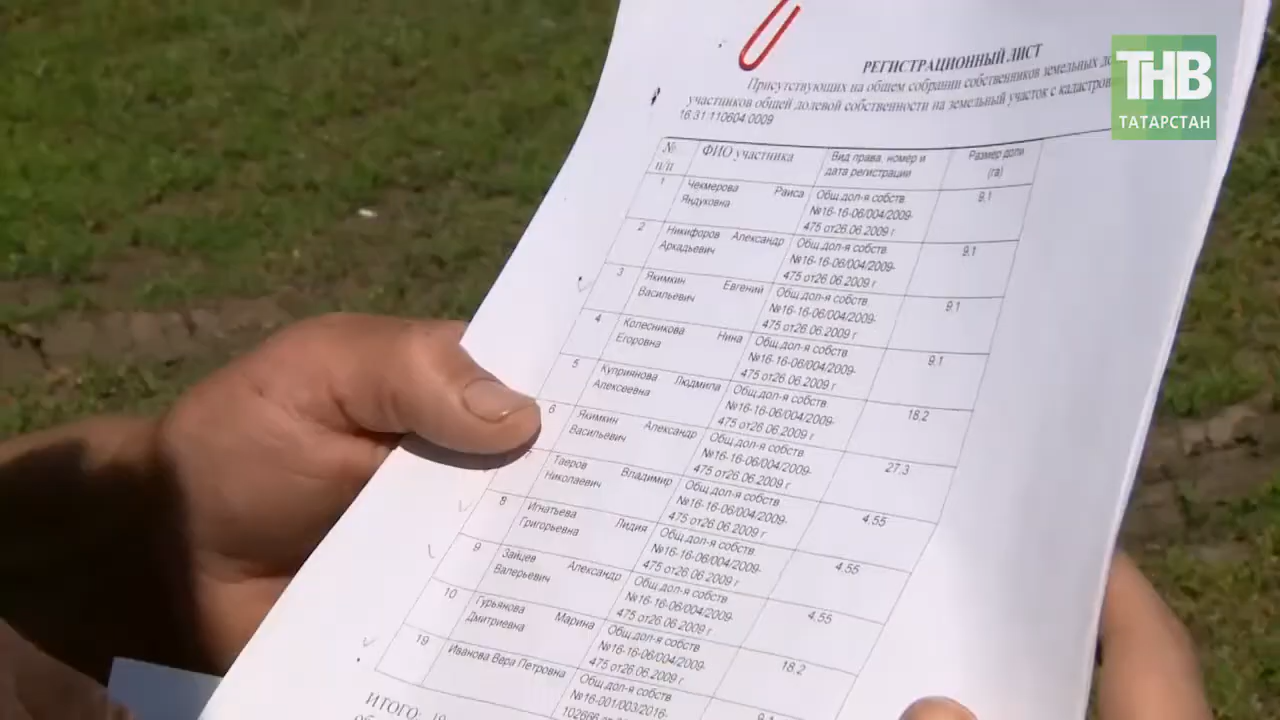 ТНВ
ТАТАРСТАН
РЕГИСТРАЦИОННЫЙ ЛИСТ
Присутствующих на общем собрании собственников земельных
участников общей долевой собственности на земельный участок с
16:31:110604:0009
№ п/п ФИО участника Вид права, номер и дата регистрации Размер доли (га)
1 Чекмерова Раиса Общ.дол-я собств. 9,1
Яндуковна №16-16-06/004/2009-
475 от26.06.2009 г
2 Никифоров Александр Общ.дол-я собств. 9,1
Аркадьевич №16-16-06/004/2009-
475 от26.06.2009 г
3 Якимкин Евгений Общ.дол-я собств. 9,1
Васильевич №16-16-06/004/2009-
475 от26.06.2009 г
4 Колесникова Нина Общ.дол-я собств. 9,1
Егоровна №16-16-06/004/2009-
475 от26.06.2009 г
5 Куприянова Людмила Общ.дол-я собств. 18,2
Алексеевна №16-16-06/004/2009-
475 от26.06.2009 г
6 Якимкин Александр Общ.дол-я собств. 27,3
Васильевич №16-16-06/004/2009-
475 от26.06.2009 г
Таеров Владимир Общ.дол-я собств. 4,55
Николаевич №16-16-06/004/2009-
475 от26.06.2009 г
8 Игнатьева Лидия Общ.дол-я собств. 4,55
Григорьевна №16-16-06/004/2009-
475 от26.06.2009 г
9 Зайцев Александр Общ.дол-я собств. 4,55
Валерьевич №16-16-06/004/2009-
475 от26.06.2009 г
10 Гурьянова Марина Общ.дол-я собств. 18,2
Дмитриевна №16-16-06/004/2009-
475 от26.06.2009 г
19 Иванова Вера Петровна Общ.дол-я собств. 9,1
№16-001/003/2016-
ИТОГО: 19